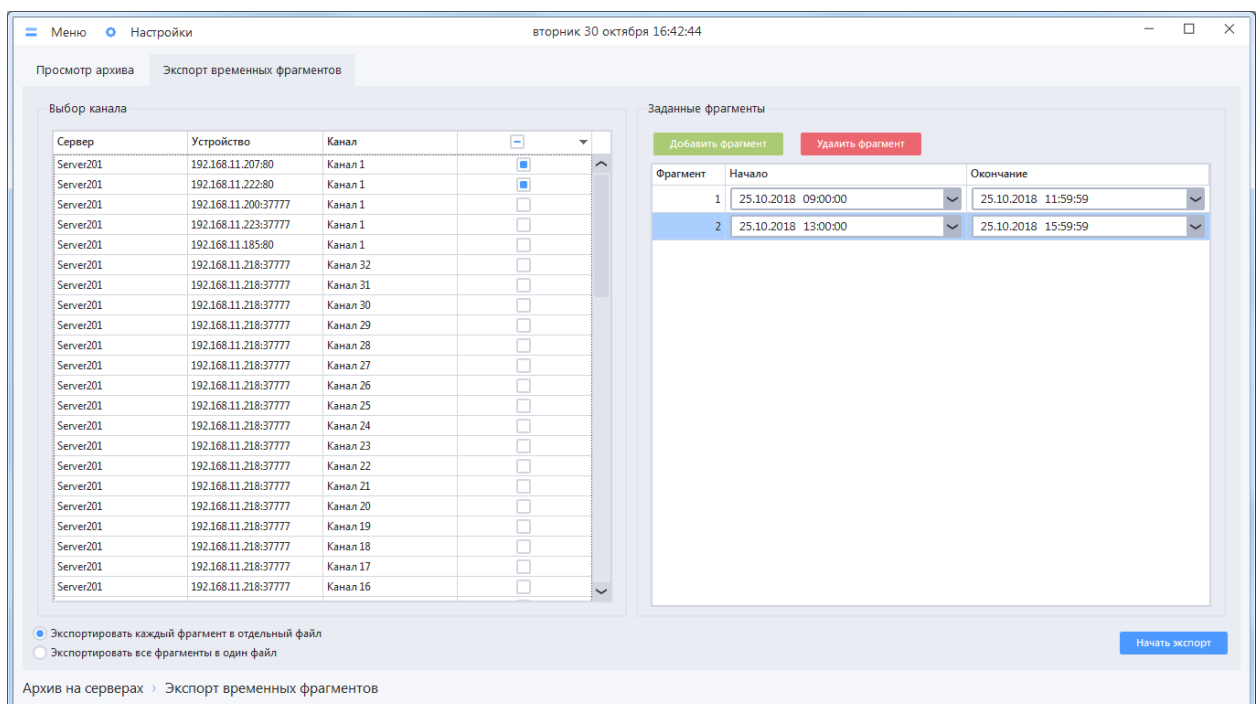 Меню Настройки вторник 30 октября 16:42:44
Просмотр архива Экспорт временных фрагментов
Выбор канала
Сервер Устройство Канал
Server201 192.168.11.207:80 Канал 1
Server201 192.168.11.222:80 Канал 1
Server201 192.168.11.200:37777 Канал 1
Server201 192.168.11.223:37777 Канал 1
Server201 192.168.11.185:80 Канал 1
Server201 192.168.11.218:37777 Канал 32
Server201 192.168.11.218:37777 Канал 31
Server201 192.168.11.218:37777 Канал 30
Server201 192.168.11.218:37777 Канал 29
Server201 192.168.11.218:37777 Канал 28
Server201 192.168.11.218:37777 Канал 27
Server201 192.168.11.218:37777 Канал 26
Server201 192.168.11.218:37777 Канал 25
Server201 192.168.11.218:37777 Канал 24
Server201 192.168.11.218:37777 Канал 23
Server201 192.168.11.218:37777 Канал 22
Server201 192.168.11.218:37777 Канал 21
Server201 192.168.11.218:37777 Канал 20
Server201 192.168.11.218:37777 Канал 19
Server201 192.168.11.218:37777 Канал 18
Server201 192.168.11.218:37777 Канал 17
Server201 192.168.11.218:37777 Канал 16
Заданные фрагменты
Добавить фрагмент Удалить фрагмент
Фрагмент Начало Окончание
1 25.10.2018 09:00:00 25.10.2018 11:59:59
2 25.10.2018 13:00:00 25.10.2018 15:59:59
Экспортировать каждый фрагмент в отдельный файл
Экспортировать все фрагменты в один файл
Начать экспорт
Архив на серверах › Экспорт временных фрагментов